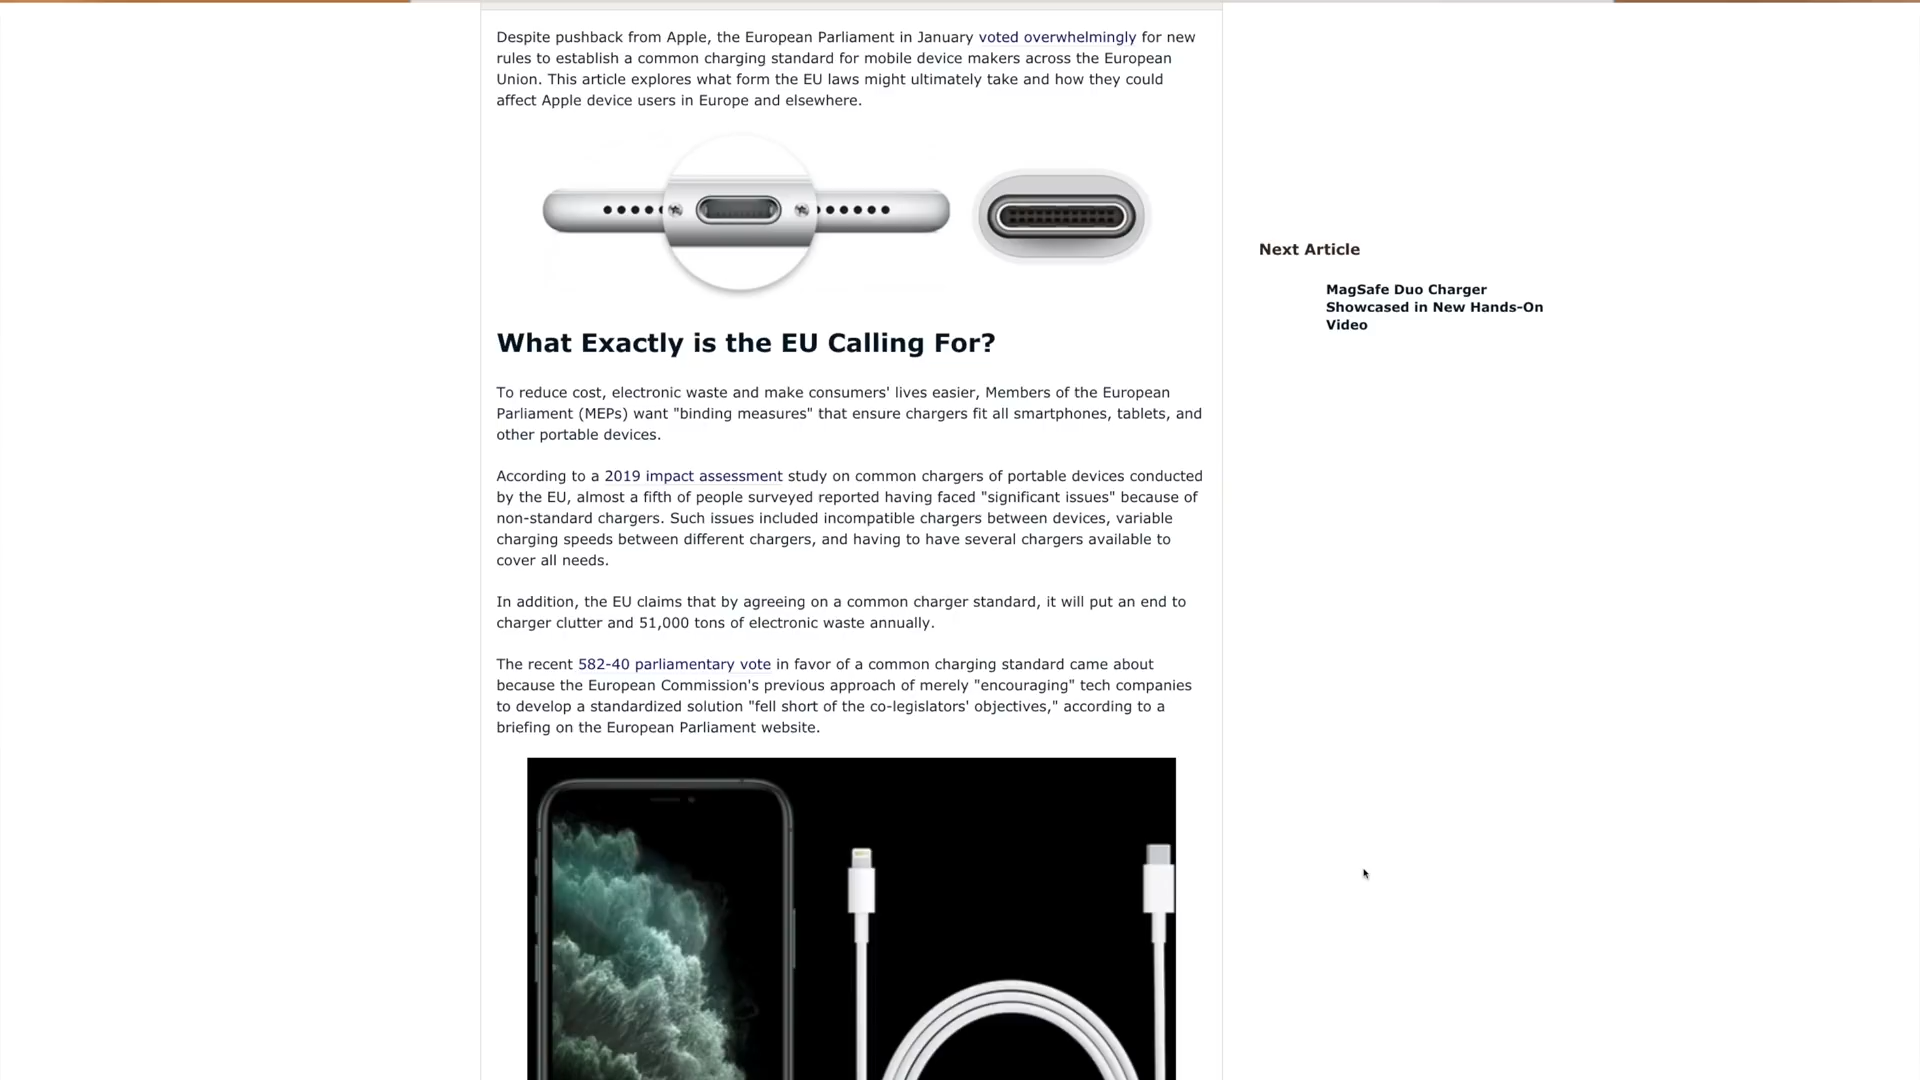 Despite pushback from Apple, the European Parliament in January voted overwhelmingly for new
rules to establish a common charging standard for mobile device makers across the European
Union. This article explores what form the EU laws might ultimately take and how they could
affect Apple device users in Europe and elsewhere.
Next Article
MagSafe Duo Charger
Showcased in New Hands-On
Video
What Exactly is the EU Calling For?
To reduce cost, electronic waste and make consumers' lives easier, Members of the European
Parliament (MEPs) want "binding measures" that ensure chargers fit all smartphones, tablets, and
other portable devices.
According to a 2019 impact assessment study on common chargers of portable devices conducted
by the EU, almost a fifth of people surveyed reported having faced "significant issues" because of
non-standard chargers. Such issues included incompatible chargers between devices, variable
charging speeds between different chargers, and having to have several chargers available to
cover all needs.
In addition, the EU claims that by agreeing on a common charger standard, it will put an end to
charger clutter and 51,000 tons of electronic waste annually.
The recent 582-40 parliamentary vote in favor of a common charging standard came about
because the European Commission's previous approach of merely "encouraging" tech companies
to develop a standardized solution "fell short of the co-legislators' objectives," according to a
briefing on the European Parliament website.